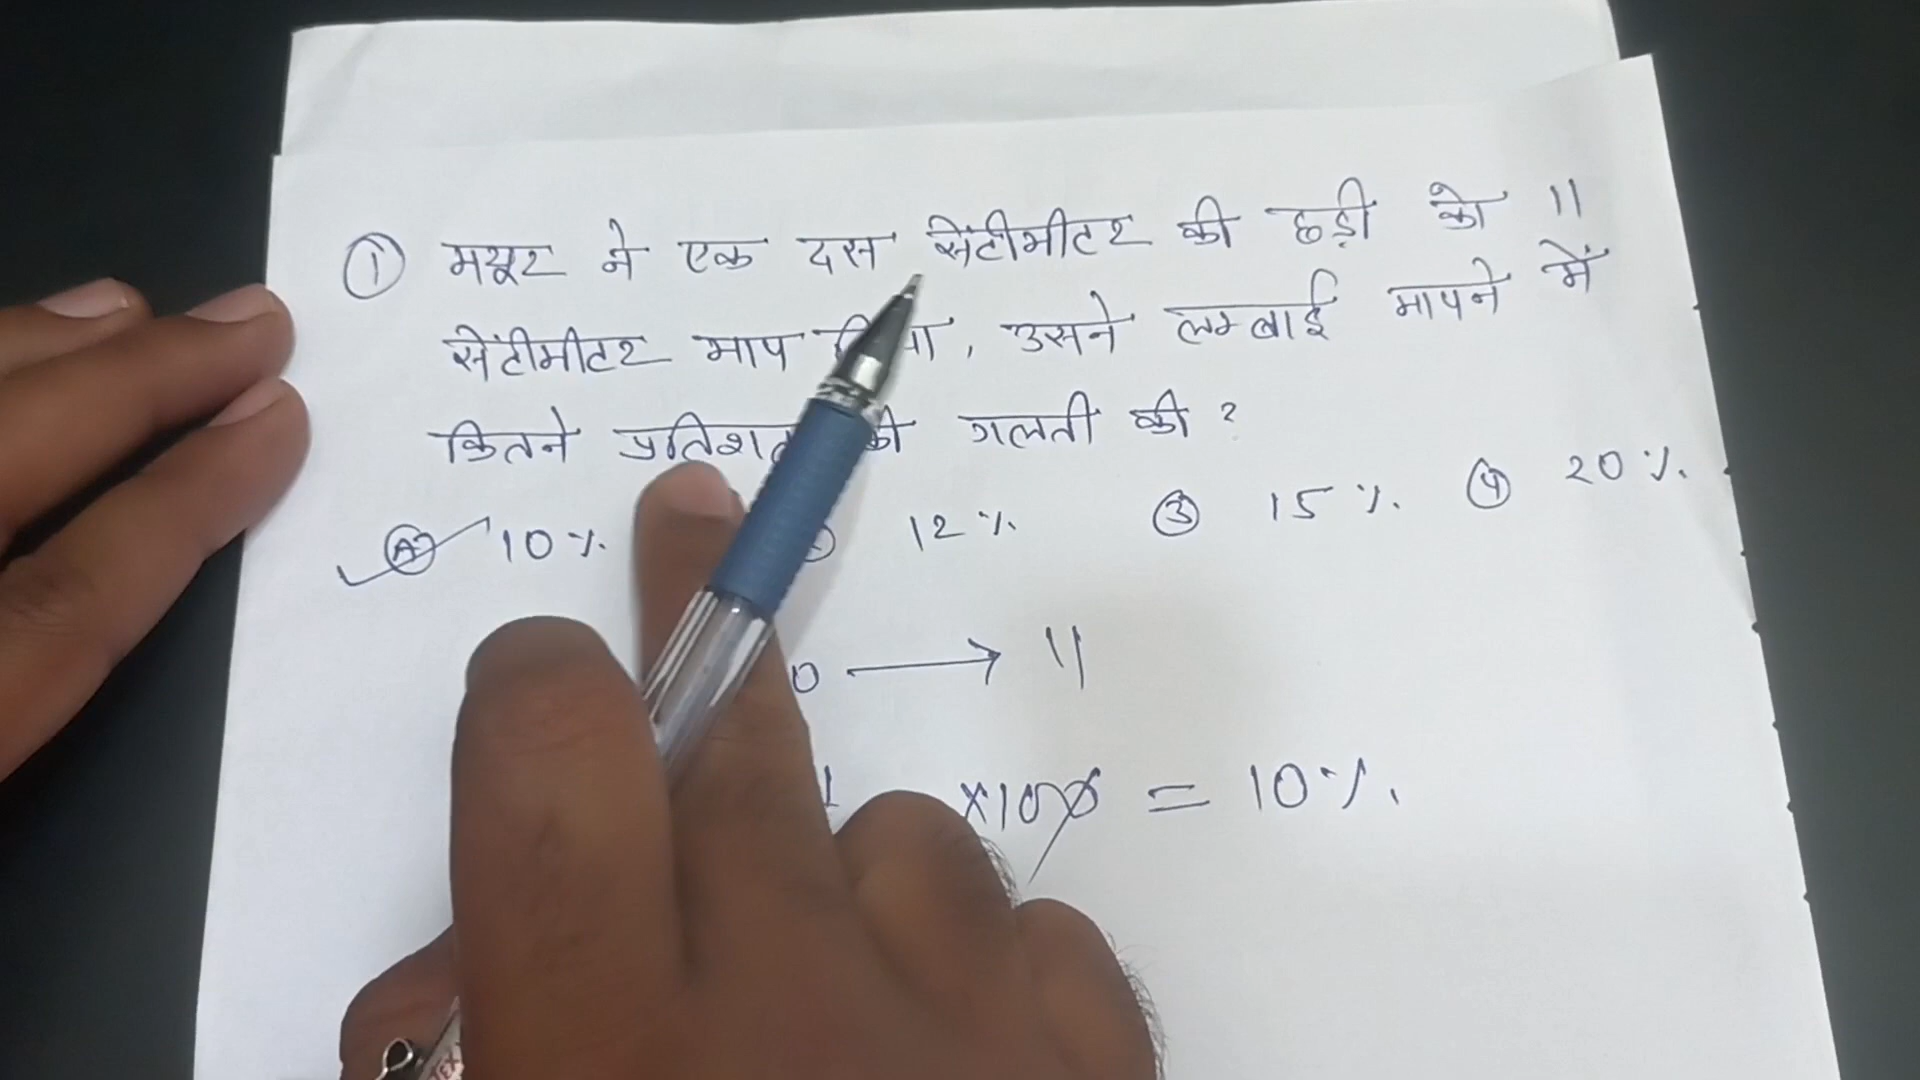 ① मयूर ने एक दस सेंटीमीटर की छड़ी को 11
सेंटीमीटर माप , उसने लम्बाई मापने में
कितने की गलती की ?
Ⓐ 10 % 12 % ③ 15 % ④ 20 %
→ 11
×100 = 10 %